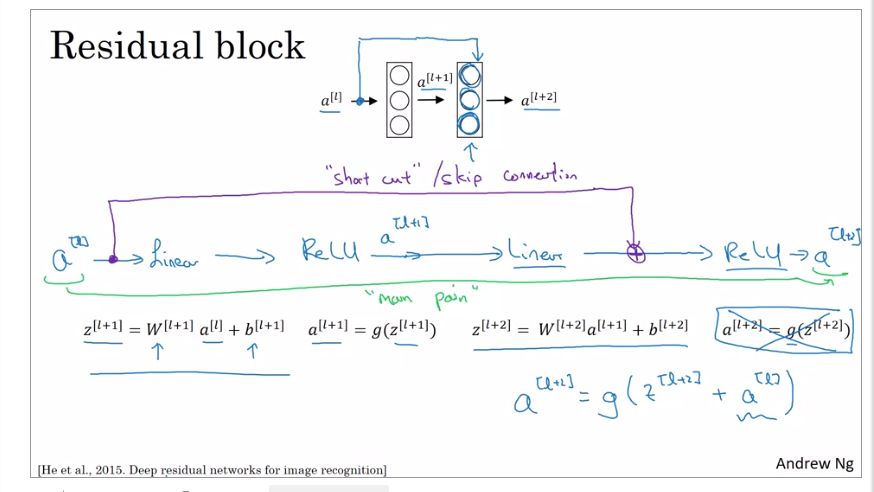 Residual block
a[l] a[l+1] a[l+2]
"short cut" / skip connection
a[l] → Linear → ReLU a[l+1] → Linear → ReLU → a[l+2]
"main path"
z[l+1] = W[l+1] a[l] + b[l+1] a[l+1] = g(z[l+1]) z[l+2] = W[l+2]a[l+1] + b[l+2] a[l+2] = g(z[l+2])
a[l+2] = g(z[l+2] + a[l])
Andrew Ng
[He et al., 2015. Deep residual networks for image recognition]